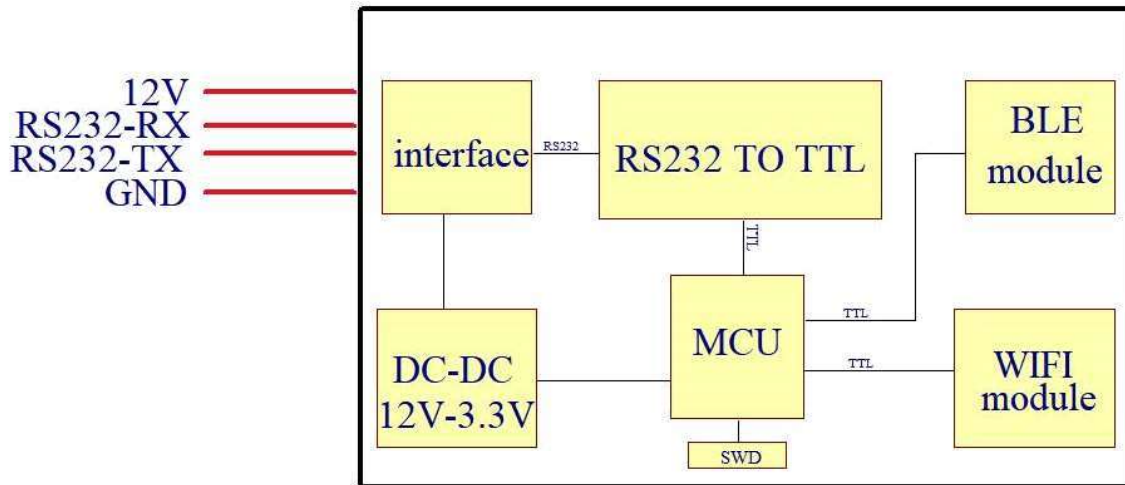 12V
RS232-RX
RS232-TX
GND
interface
RS232
RS232 TO TTL
BLE
module
TTL
DC-DC
12V-3.3V
MCU
TTL
TTL
WIFI
module
SWD